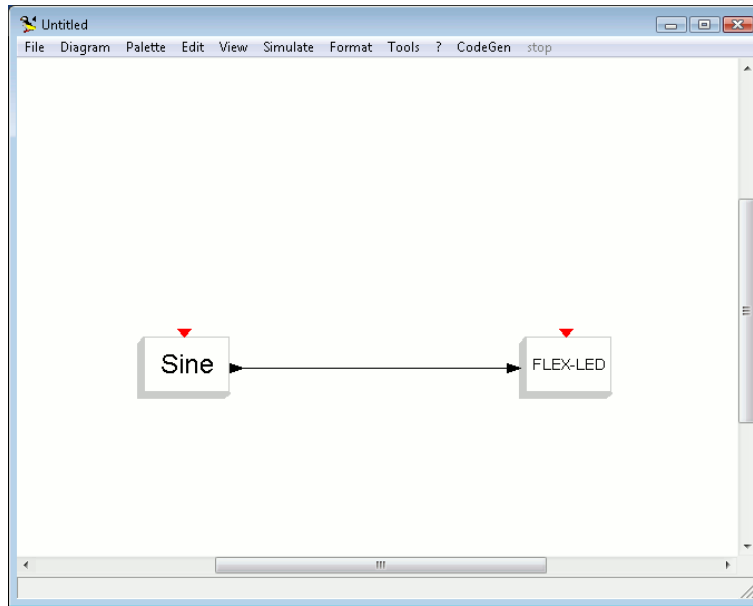 Untitled
File Diagram Palette Edit View Simulate Format Tools ? CodeGen stop
Sine
FLEX-LED